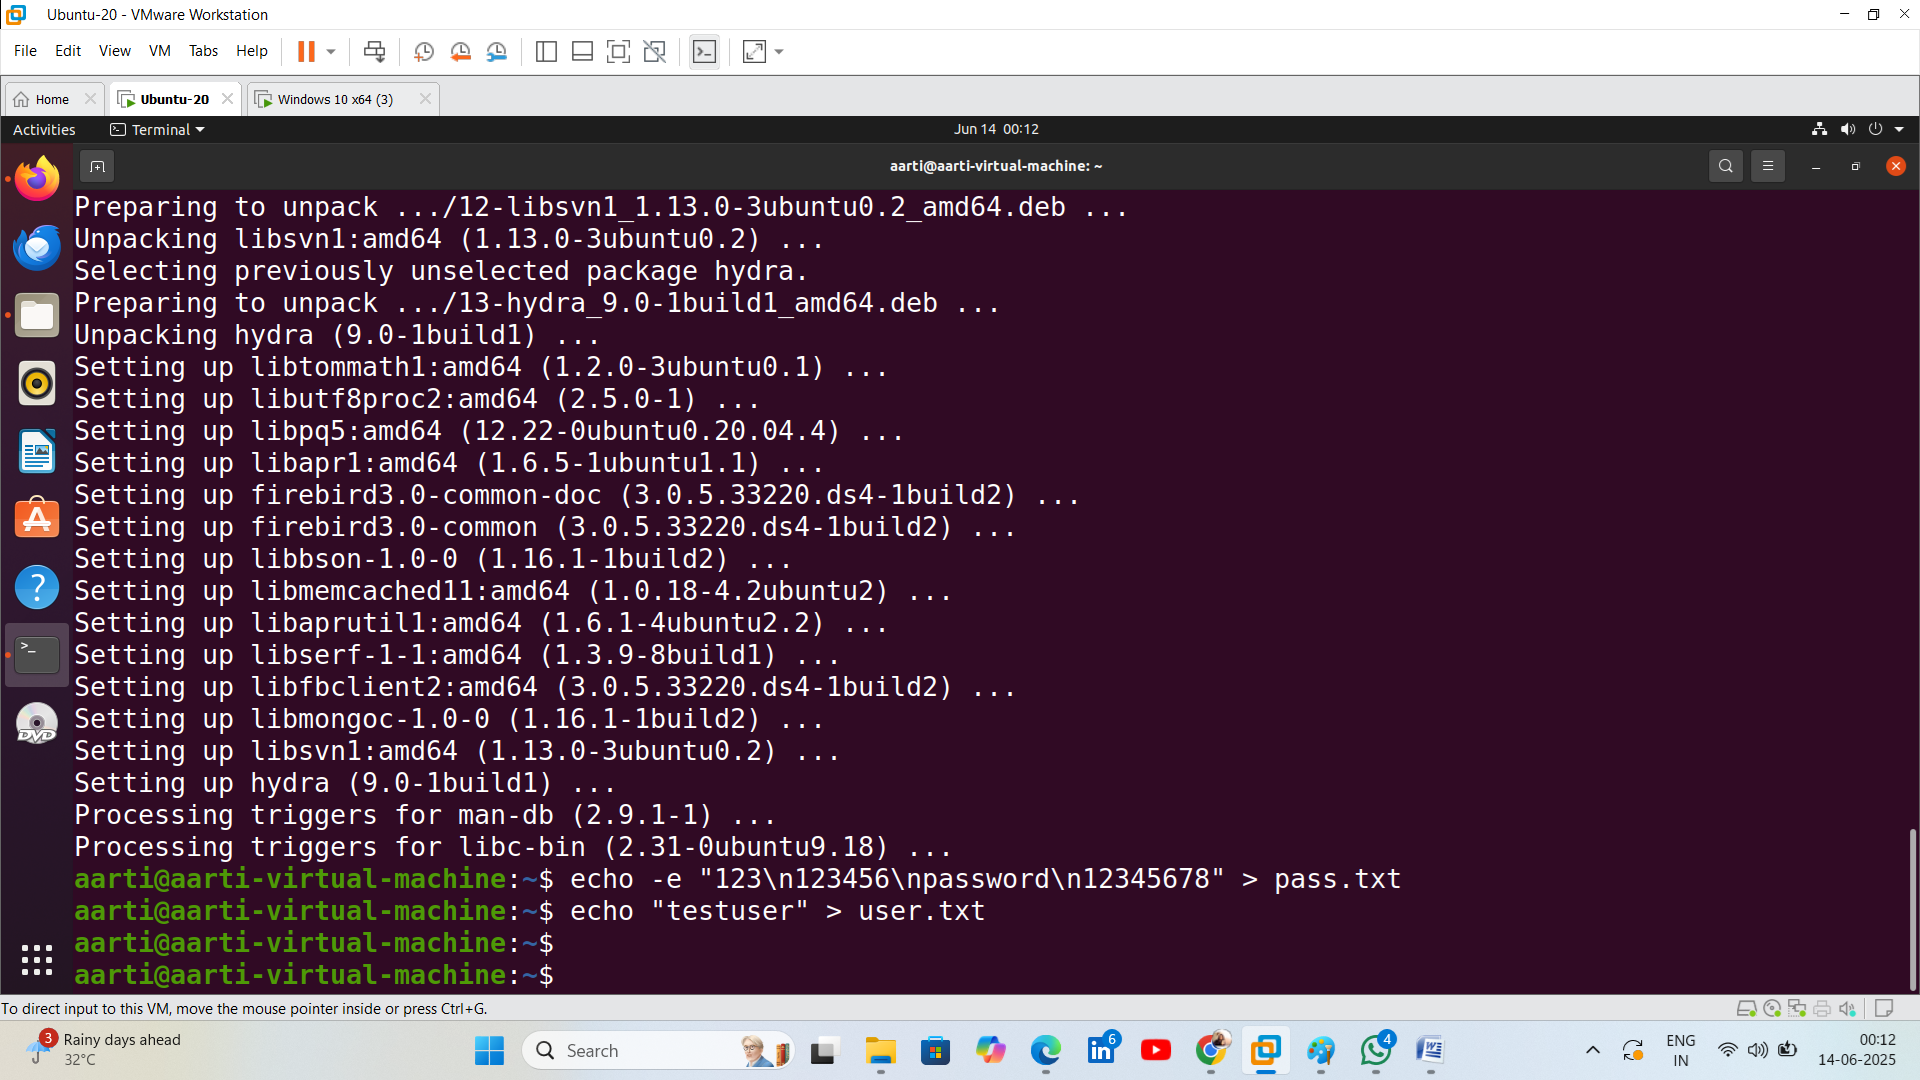 Ubuntu-20 - VMware Workstation
File Edit View VM Tabs Help
Home Ubuntu-20 Windows 10 x64 (3)
Activities Terminal Jun 14 00:12
aarti@aarti-virtual-machine: ~
Preparing to unpack .../12-libsvn1_1.13.0-3ubuntu0.2_amd64.deb ...
Unpacking libsvn1:amd64 (1.13.0-3ubuntu0.2) ...
Selecting previously unselected package hydra.
Preparing to unpack .../13-hydra_9.0-1build1_amd64.deb ...
Unpacking hydra (9.0-1build1) ...
Setting up libtommath1:amd64 (1.2.0-3ubuntu0.1) ...
Setting up libutf8proc2:amd64 (2.5.0-1) ...
Setting up libpq5:amd64 (12.22-0ubuntu0.20.04.4) ...
Setting up libapr1:amd64 (1.6.5-1ubuntu1.1) ...
Setting up firebird3.0-common-doc (3.0.5.33220.ds4-1build2) ...
Setting up firebird3.0-common (3.0.5.33220.ds4-1build2) ...
Setting up libbson-1.0-0 (1.16.1-1build2) ...
Setting up libmemcached11:amd64 (1.0.18-4.2ubuntu2) ...
Setting up libaprutil1:amd64 (1.6.1-4ubuntu2.2) ...
Setting up libserf-1-1:amd64 (1.3.9-8build1) ...
Setting up libfbclient2:amd64 (3.0.5.33220.ds4-1build2) ...
Setting up libmongoc-1.0-0 (1.16.1-1build2) ...
Setting up libsvn1:amd64 (1.13.0-3ubuntu0.2) ...
Setting up hydra (9.0-1build1) ...
Processing triggers for man-db (2.9.1-1) ...
Processing triggers for libc-bin (2.31-0ubuntu9.18) ...
aarti@aarti-virtual-machine:~$ echo -e "123\n123456\npassword\n12345678" > pass.txt
aarti@aarti-virtual-machine:~$ echo "testuser" > user.txt
aarti@aarti-virtual-machine:~$
aarti@aarti-virtual-machine:~$
To direct input to this VM, move the mouse pointer inside or press Ctrl+G.
3 Rainy days ahead
32°C
Search
6
4
ENG
IN
00:12
14-06-2025